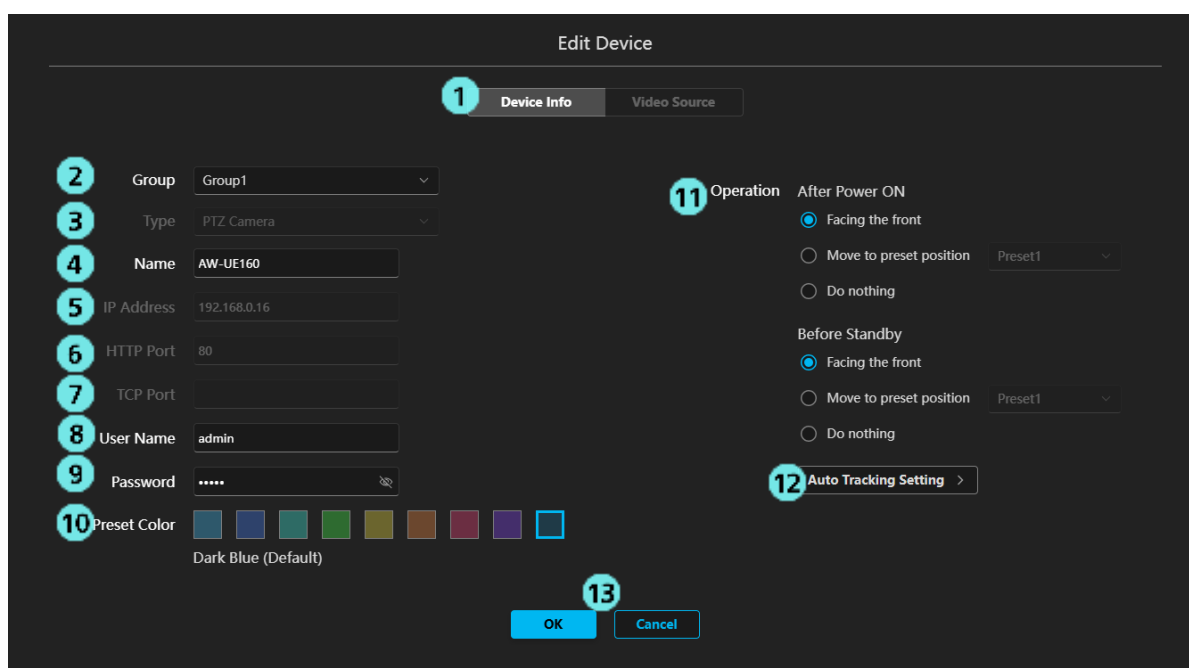 Edit Device
1 Device Info Video Source
2 Group Group1
3 Type PTZ Camera
4 Name AW-UE160
5 IP Address 192.168.0.16
6 HTTP Port 80
7 TCP Port
8 User Name admin
9 Password •••••
10 Preset Color
Dark Blue (Default)
11 Operation After Power ON
Facing the front
Move to preset position Preset1
Do nothing
Before Standby
Facing the front
Move to preset position Preset1
Do nothing
12 Auto Tracking Setting >
13
OK Cancel